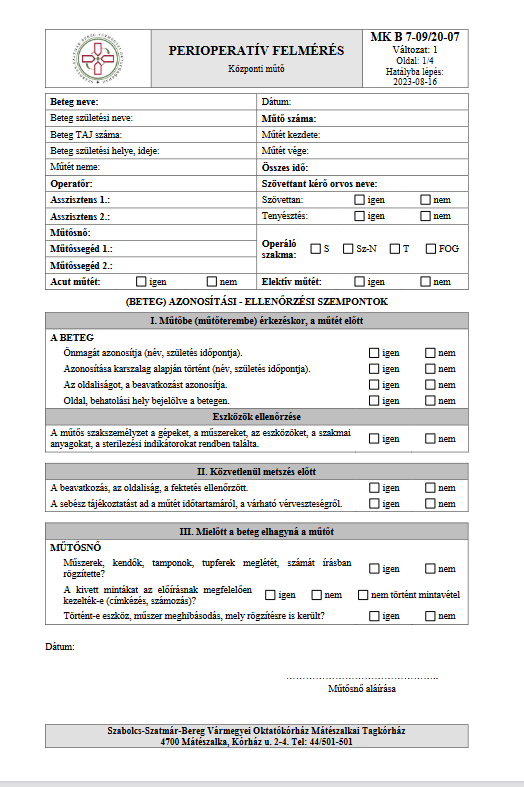 PERIOPERATÍV FELMÉRÉS
Központi műtő
MK B 7-09/20-07
Változat: 1
Oldal: 1/4
Hatályba lépés:
2023-08-16
Beteg neve:
Dátum:
Beteg születési neve:
Műtő száma:
Beteg TAJ száma:
Műtét kezdete:
Beteg születési helye, ideje:
Műtét vége:
Műtét neme:
Összes idő:
Operatőr:
Szövettant kérő orvos neve:
Asszisztens 1.:
Szövettan: igen nem
Asszisztens 2.:
Tenyésztés: igen nem
Műtősnő:
Műtőssegéd 1.:
Műtőssegéd 2.:
Operáló
szakma: S Sz-N T FOG
Acut műtét: igen nem
Elektív műtét: igen nem
(BETEG) AZONOSÍTÁSI - ELLENŐRZÉSI SZEMPONTOK
I. Műtőbe (műtőterembe) érkezéskor, a műtét előtt
A BETEG
Önmagát azonosítja (név, születés időpontja). igen nem
Azonosítása karszalag alapján történt (név, születés időpontja). igen nem
Az oldaliságot, a beavatkozást azonosítja. igen nem
Oldal, behatolási hely bejelölve a betegen. igen nem
Eszközök ellenőrzése
A műtős szakszemélyzet a gépeket, a műszereket, az eszközöket, a szakmai
anyagokat, a sterilezési indikátorokat rendben találta. igen nem
II. Közvetlenül metszés előtt
A beavatkozás, az oldaliság, a fektetés ellenőrzött. igen nem
A sebész tájékoztatást ad a műtét időtartamáról, a várható vérveszteségről. igen nem
III. Mielőtt a beteg elhagyná a műtőt
MŰTŐSNŐ
Műszerek, kendők, tamponok, tupferek meglétét, számát írásban
rögzítette? igen nem
A kivett mintákat az előírásnak megfelelően
kezelték-e (címkézés, számozás)? igen nem nem történt mintavétel
Történt-e eszköz, műszer meghibásodás, mely rögzítésre is került? igen nem
Dátum:
…………………………………………..
Műtősnő aláírása
Szabolcs-Szatmár-Bereg Vármegyei Oktatókórház Mátészalkai Tagkórház
4700 Mátészalka, Kórház u. 2-4. Tel: 44/501-501